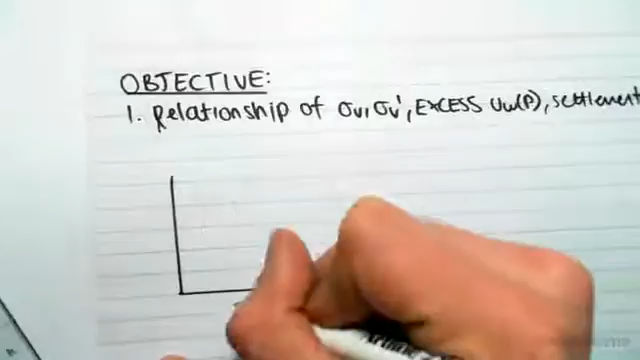 OBJECTIVE:
1. Relationship of σv, σv', EXCESS Uw(P), settlement